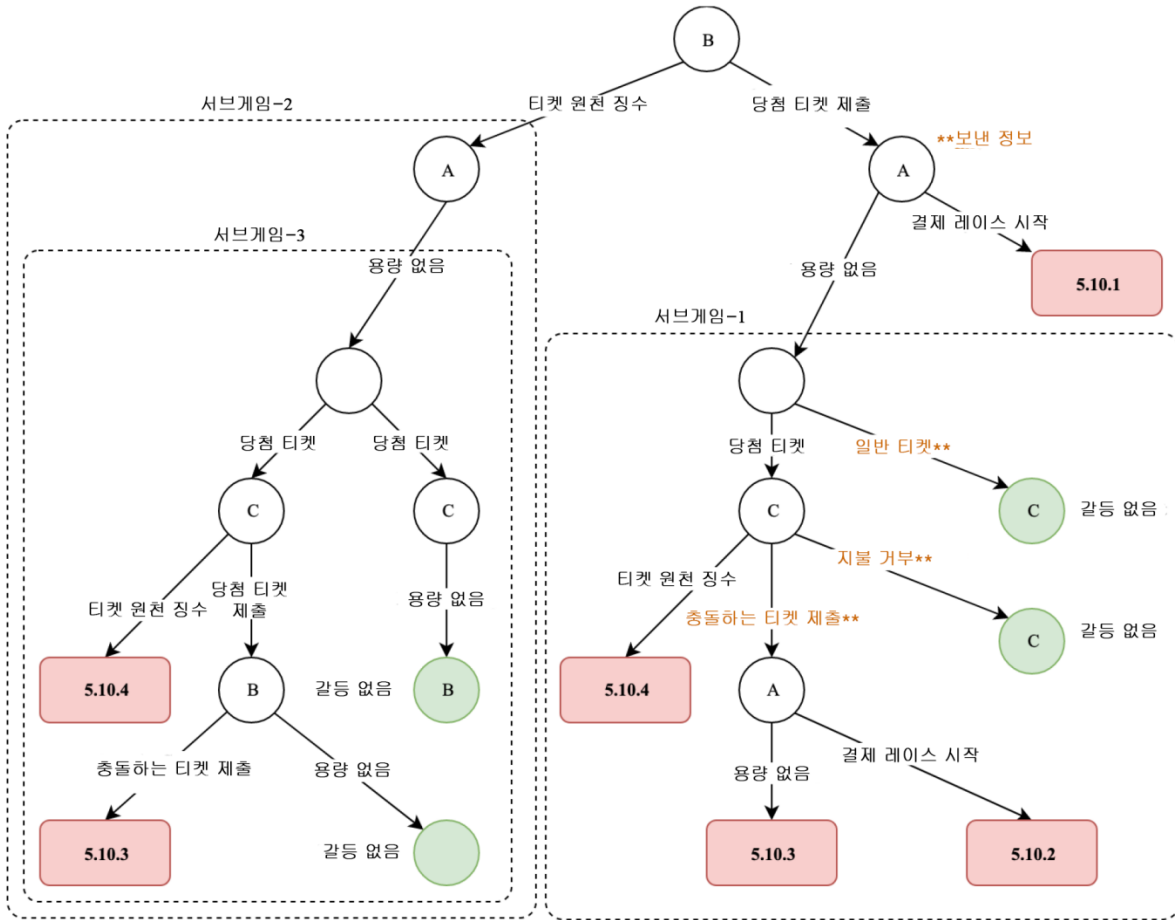 B
서브게임-2
티켓 원천 징수
당첨 티켓 제출
A
A
**보낸 정보
결제 레이스 시작
서브게임-3
용량 없음
용량 없음
5.10.1
서브게임-1
당첨 티켓
당첨 티켓
당첨 티켓
일반 티켓**
C
C
C
C
갈등 없음
티켓 원천 징수
당첨 티켓
제출
용량 없음
티켓 원천 징수
충돌하는 티켓 제출**
지불 거부**
C
갈등 없음
5.10.4
B
갈등 없음
B
5.10.4
A
충돌하는 티켓 제출
용량 없음
용량 없음
결제 레이스 시작
5.10.3
갈등 없음
5.10.3
5.10.2